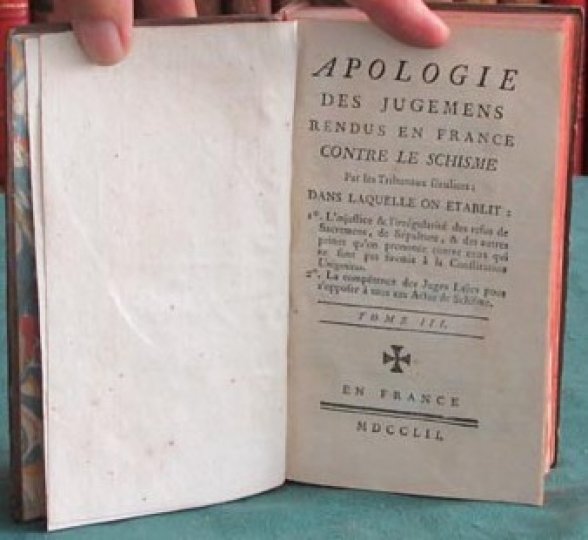 APOLOGIE
DES JUGEMENS
RENDUS EN FRANCE
CONTRE LE SCHISME
Par les Tribunaux séculiers;
DANS LAQUELLE ON ETABLIT:
1°. L'injustice & l'irrégularité des refus de
Sacremens, de Sépulture, & des autres
peines qu'on prononce contre ceux qui
ne sont pas soumis à la Constitution
Unigenitus.
2°. La compétence des Juges Laïcs pour
s'opposer à tous ces Actes de Schisme.
TOME III.
EN FRANCE
MDCCLII.